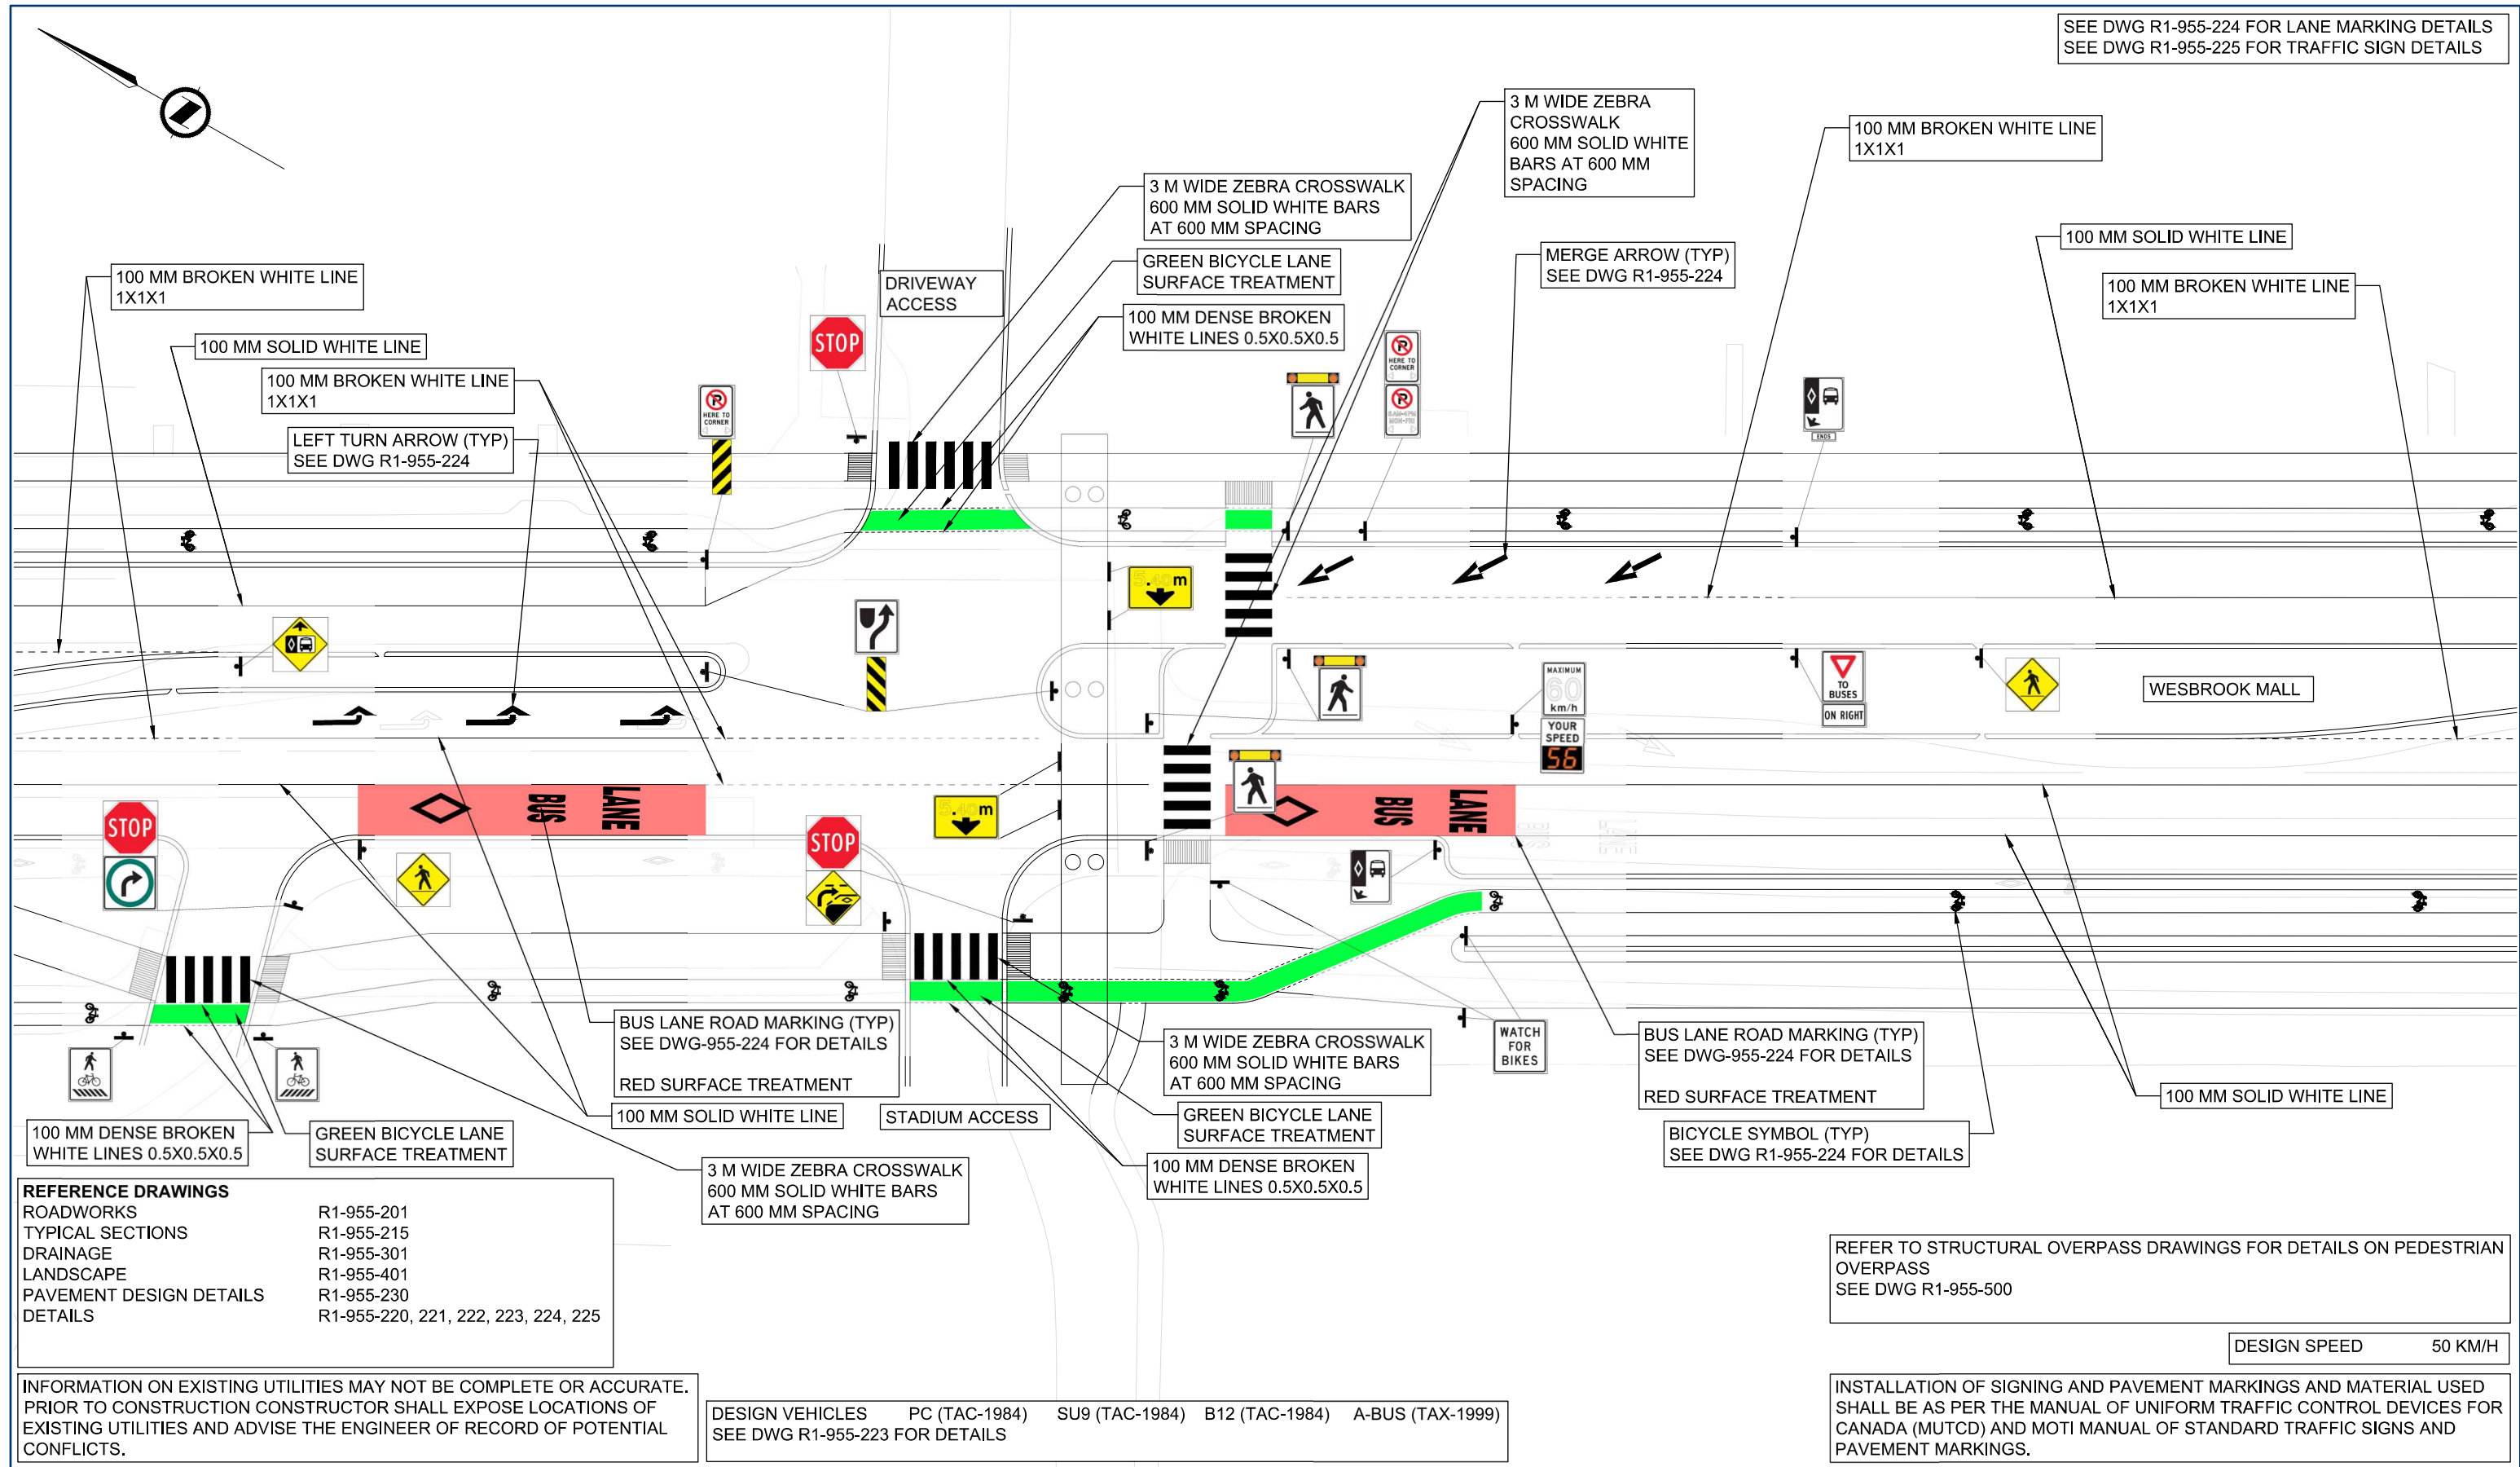 SEE DWG R1-955-224 FOR LANE MARKING DETAILS
SEE DWG R1-955-225 FOR TRAFFIC SIGN DETAILS
3 M WIDE ZEBRA
CROSSWALK
600 MM SOLID WHITE
BARS AT 600 MM
SPACING
100 MM BROKEN WHITE LINE
1X1X1
3 M WIDE ZEBRA CROSSWALK
600 MM SOLID WHITE BARS
AT 600 MM SPACING
100 MM SOLID WHITE LINE
GREEN BICYCLE LANE
SURFACE TREATMENT
MERGE ARROW (TYP)
SEE DWG R1-955-224
100 MM BROKEN WHITE LINE
1X1X1
DRIVEWAY
ACCESS
100 MM BROKEN WHITE LINE
1X1X1
100 MM DENSE BROKEN
WHITE LINES 0.5X0.5X0.5
STOP
100 MM SOLID WHITE LINE
P
HERE TO
CORNER
P
8AM-6PM
MON-FRI
100 MM BROKEN WHITE LINE
1X1X1
P
HERE TO
CORNER
ENDS
LEFT TURN ARROW (TYP)
SEE DWG R1-955-224
5.40m
MAXIMUM
60
km/h
YOUR
SPEED
56
TO
BUSES
ON RIGHT
WESBROOK MALL
BUS
LANE
BUS
LANE
BUS
LANE
5.40m
STOP
STOP
WATCH
FOR
BIKES
BUS LANE ROAD MARKING (TYP)
SEE DWG-955-224 FOR DETAILS
RED SURFACE TREATMENT
3 M WIDE ZEBRA CROSSWALK
600 MM SOLID WHITE BARS
AT 600 MM SPACING
BUS LANE ROAD MARKING (TYP)
SEE DWG-955-224 FOR DETAILS
RED SURFACE TREATMENT
100 MM SOLID WHITE LINE
100 MM SOLID WHITE LINE
STADIUM ACCESS
GREEN BICYCLE LANE
SURFACE TREATMENT
100 MM DENSE BROKEN
WHITE LINES 0.5X0.5X0.5
GREEN BICYCLE LANE
SURFACE TREATMENT
BICYCLE SYMBOL (TYP)
SEE DWG R1-955-224 FOR DETAILS
3 M WIDE ZEBRA CROSSWALK
600 MM SOLID WHITE BARS
AT 600 MM SPACING
100 MM DENSE BROKEN
WHITE LINES 0.5X0.5X0.5
REFERENCE DRAWINGS
ROADWORKS R1-955-201
TYPICAL SECTIONS R1-955-215
DRAINAGE R1-955-301
LANDSCAPE R1-955-401
PAVEMENT DESIGN DETAILS R1-955-230
DETAILS R1-955-220, 221, 222, 223, 224, 225
REFER TO STRUCTURAL OVERPASS DRAWINGS FOR DETAILS ON PEDESTRIAN
OVERPASS
SEE DWG R1-955-500
DESIGN SPEED 50 KM/H
INFORMATION ON EXISTING UTILITIES MAY NOT BE COMPLETE OR ACCURATE.
PRIOR TO CONSTRUCTION CONSTRUCTOR SHALL EXPOSE LOCATIONS OF
EXISTING UTILITIES AND ADVISE THE ENGINEER OF RECORD OF POTENTIAL
CONFLICTS.
DESIGN VEHICLES PC (TAC-1984) SU9 (TAC-1984) B12 (TAC-1984) A-BUS (TAX-1999)
SEE DWG R1-955-223 FOR DETAILS
INSTALLATION OF SIGNING AND PAVEMENT MARKINGS AND MATERIAL USED
SHALL BE AS PER THE MANUAL OF UNIFORM TRAFFIC CONTROL DEVICES FOR
CANADA (MUTCD) AND MOTI MANUAL OF STANDARD TRAFFIC SIGNS AND
PAVEMENT MARKINGS.